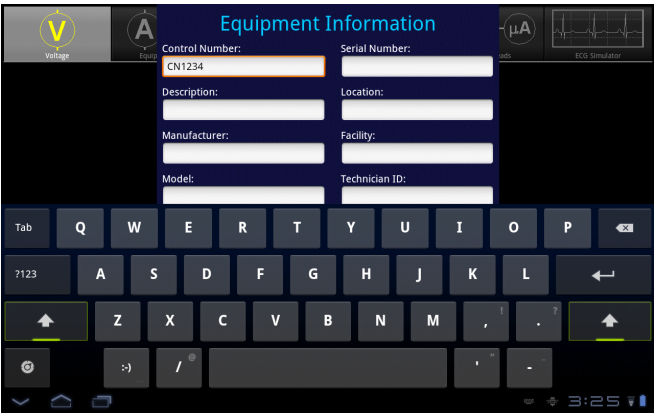 Equipment Information
V
A
µA
Voltage
Equip
ads
ECG Simulator
Control Number:
Serial Number:
CN1234
Description:
Location:
Manufacturer:
Facility:
Model:
Technician ID:
Tab Q W E R T Y U I O P
?123 A S D F G H J K L
Z X C V B N M , ! . ?
:-) / @ ' " - _
3:25